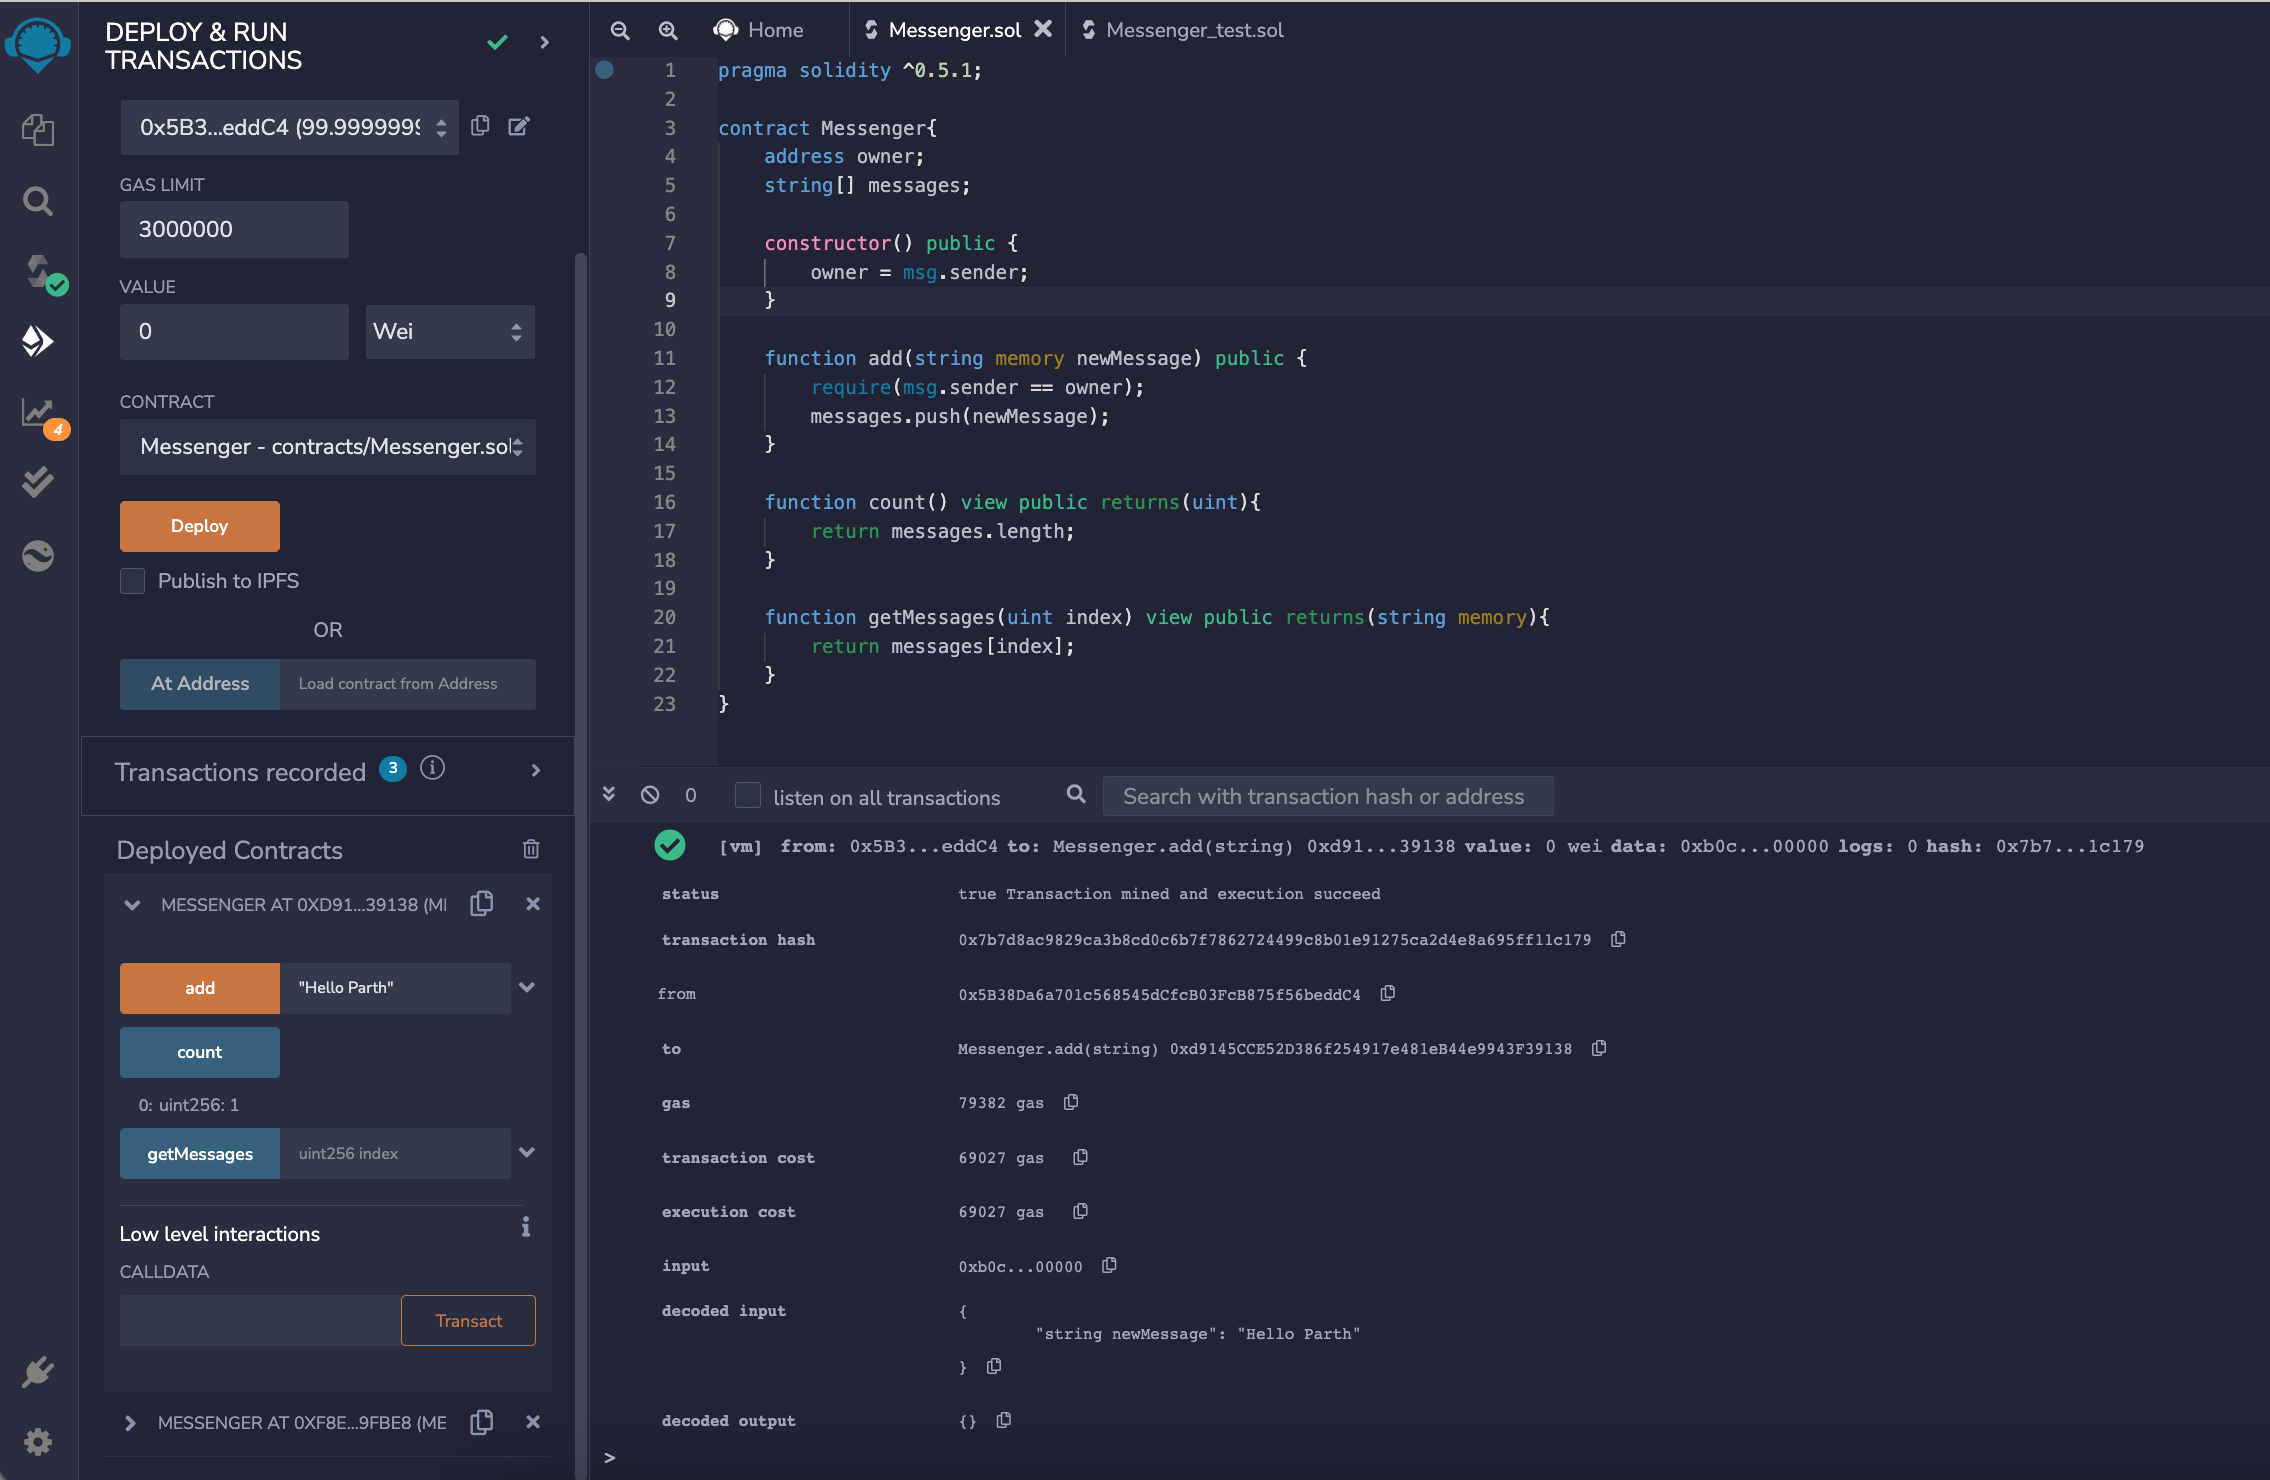 DEPLOY & RUN
TRANSACTIONS
0x5B3...eddC4 (99.9999999
GAS LIMIT
3000000
VALUE
0
Wei
CONTRACT
Messenger - contracts/Messenger.sol
Deploy
Publish to IPFS
OR
At Address
Load contract from Address
Transactions recorded 3
Deployed Contracts
MESSENGER AT 0XD91...39138 (M
add
"Hello Parth"
count
0: uint256: 1
getMessages
uint256 index
Low level interactions
CALLDATA
Transact
MESSENGER AT 0XF8E...9FBE8 (ME
4
Home
Messenger.sol
Messenger_test.sol
1 pragma solidity ^0.5.1;
2
3 contract Messenger{
4 address owner;
5 string[] messages;
6
7 constructor() public {
8 owner = msg.sender;
9 }
10
11 function add(string memory newMessage) public {
12 require(msg.sender == owner);
13 messages.push(newMessage);
14 }
15
16 function count() view public returns(uint){
17 return messages.length;
18 }
19
20 function getMessages(uint index) view public returns(string memory){
21 return messages[index];
22 }
23 }
0
listen on all transactions
Search with transaction hash or address
[vm] from: 0x5B3...eddC4 to: Messenger.add(string) 0xd91...39138 value: 0 wei data: 0xb0c...00000 logs: 0 hash: 0x7b7...1c179
status true Transaction mined and execution succeed
transaction hash 0x7b7d8ac9829ca3b8cd0c6b7f7862724499c8b01e91275ca2d4e8a695ff11c179
from 0x5B38Da6a701c568545dCfcB03FcB875f56beddC4
to Messenger.add(string) 0xd9145CCE52D386f254917e481eB44e9943F39138
gas 79382 gas
transaction cost 69027 gas
execution cost 69027 gas
input 0xb0c...00000
decoded input {
"string newMessage": "Hello Parth"
}
decoded output {}
>